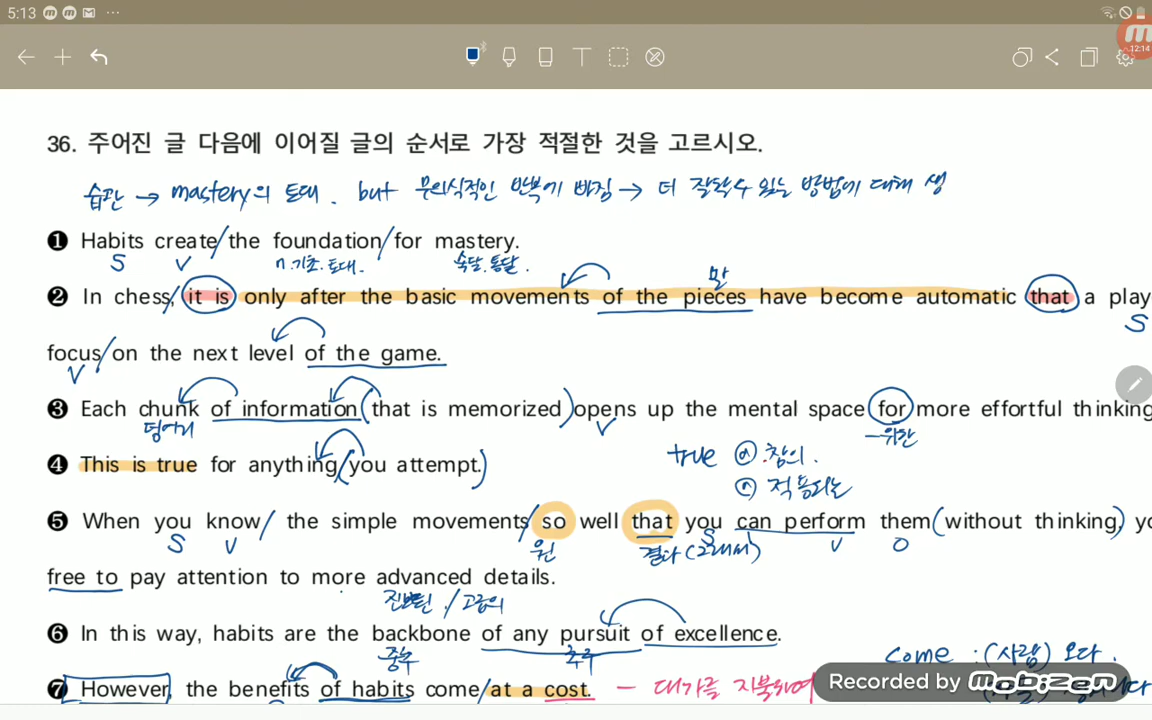 5:13
12:14
36. 주어진 글 다음에 이어질 글의 순서로 가장 적절한 것을 고르시오.
습관 → mastery의 토대. but 무의식적인 반복에 빠짐 → 더 잘할 수 있는 방법에 대해 생
❶ Habits create/the foundation/for mastery.
S V n.기초.토대. 숙달.통달.
말
❷ In chess, it is only after the basic movements of the pieces have become automatic that a play
S
focus/on the next level of the game.
V
❸ Each chunk of information (that is memorized) opens up the mental space for more effortful thinking
덩어리 V -위한
❹ This is true for anything (you attempt.)
true ⓐ 참의.
적용되는
❺ When you know/ the simple movements/so well that you can perform them (without thinking,) yo
S V 원 결과(그래서) S V O
free to pay attention to more advanced details.
진보된./고급의
❻ In this way, habits are the backbone of any pursuit of excellence.
중추 추구
come : (사람) 오다.
❼ However, the benefits of habits come/at a cost. — 대가를 지불하여
Recorded by mobizen